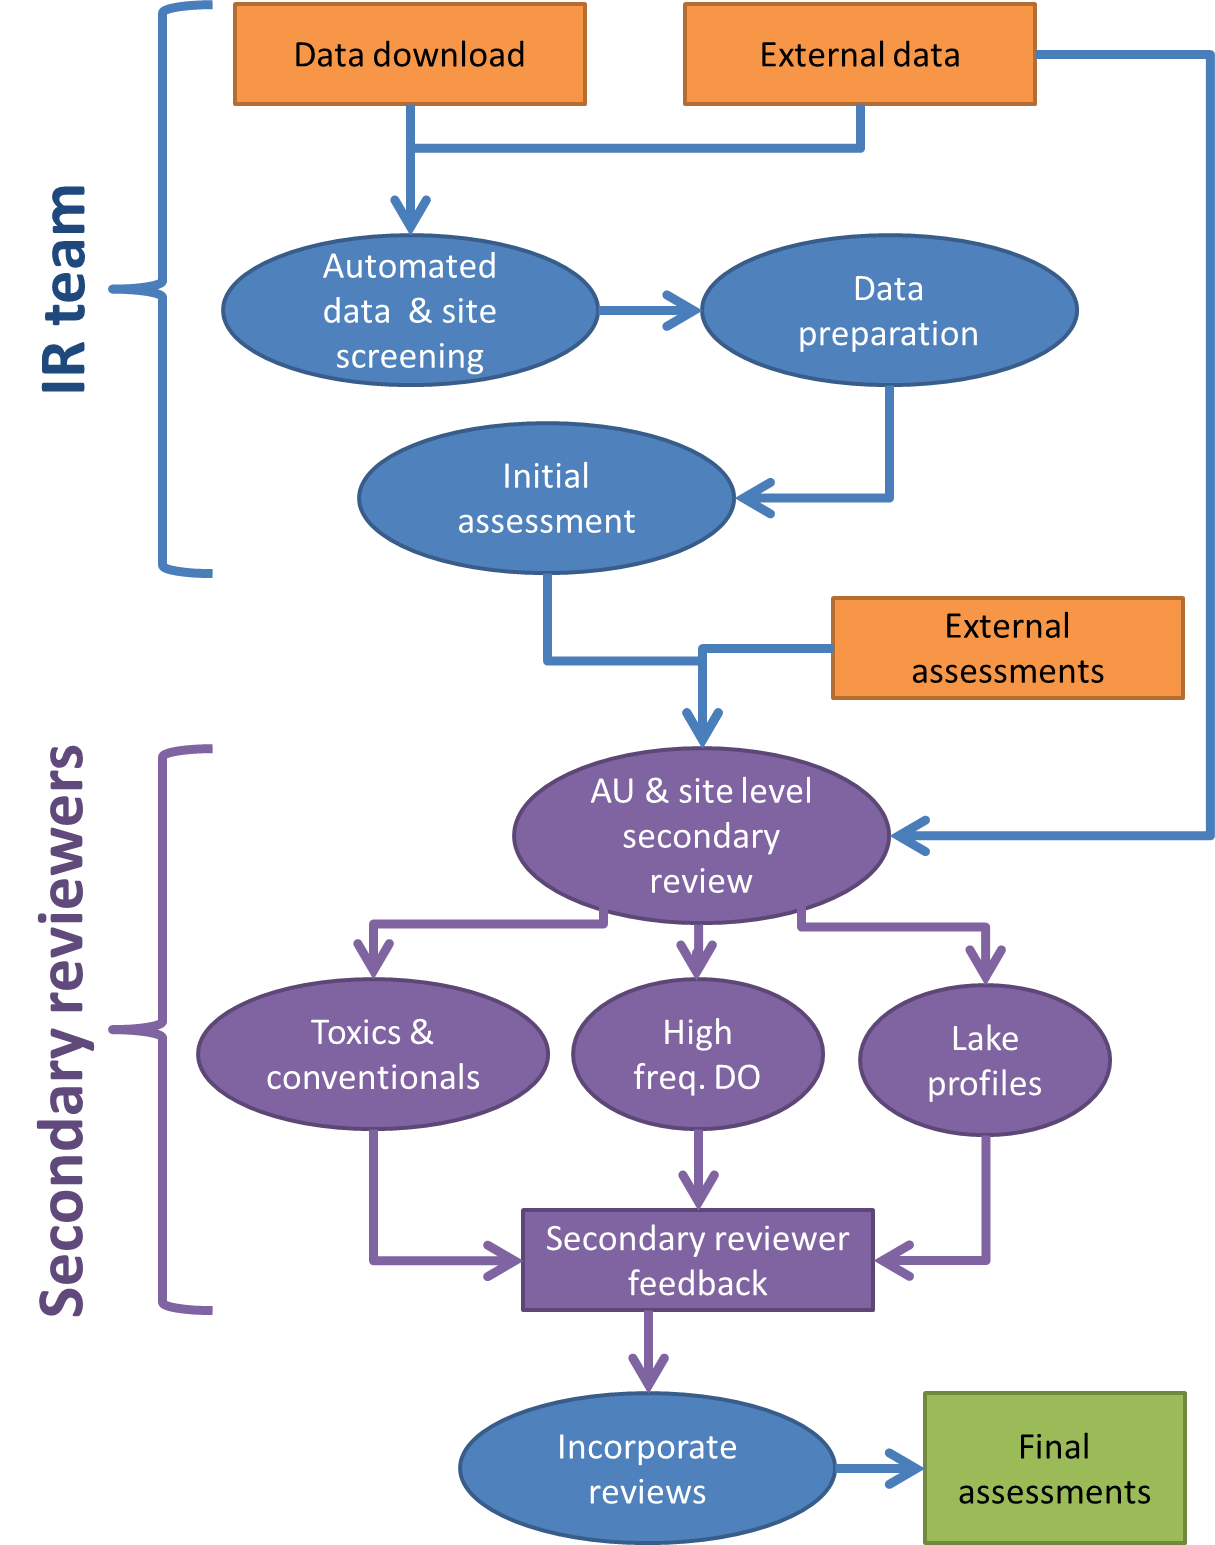 IR team
Data download
External data
Automated
data & site
screening
Data
preparation
Initial
assessment
External
assessments
Secondary reviewers
AU & site level
secondary
review
Toxics &
conventionals
High
freq. DO
Lake
profiles
Secondary reviewer
feedback
Incorporate
reviews
Final
assessments